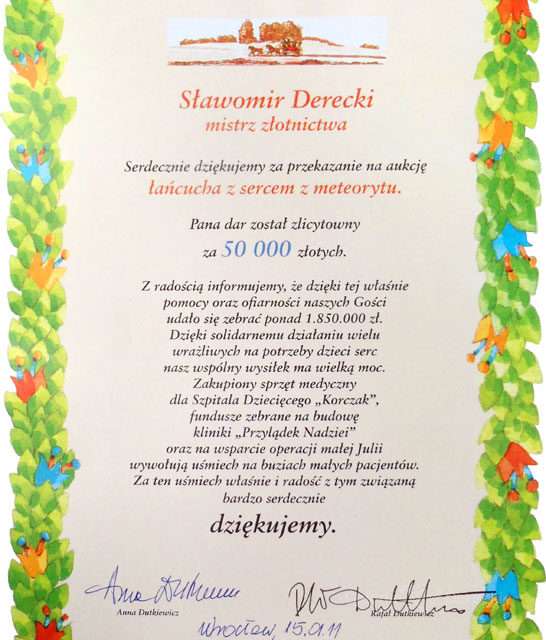 Sławomir Derecki
mistrz złotnictwa
Serdecznie dziękujemy za przekazanie na aukcję
łańcucha z sercem z meteorytu.
Pana dar został zlicytowny
za 50 000 złotych.
Z radością informujemy, że dzięki tej właśnie
pomocy oraz ofiarności naszych Gości
udało się zebrać ponad 1.850.000 zł.
Dzięki solidarnemu działaniu wielu
wrażliwych na potrzeby dzieci serc
nasz wspólny wysiłek ma wielką moc.
Zakupiony sprzęt medyczny
dla Szpitala Dziecięcego „Korczak”,
fundusze zebrane na budowę
kliniki „Przylądek Nadziei”
oraz na wsparcie operacji małej Julii
wywołują uśmiech na buziach małych pacjentów.
Za ten uśmiech właśnie i radość z tym związaną
bardzo serdecznie
dziękujemy.
Anna Dutkiewicz
Rafał Dutkiewicz
Wrocław, 15.01.11